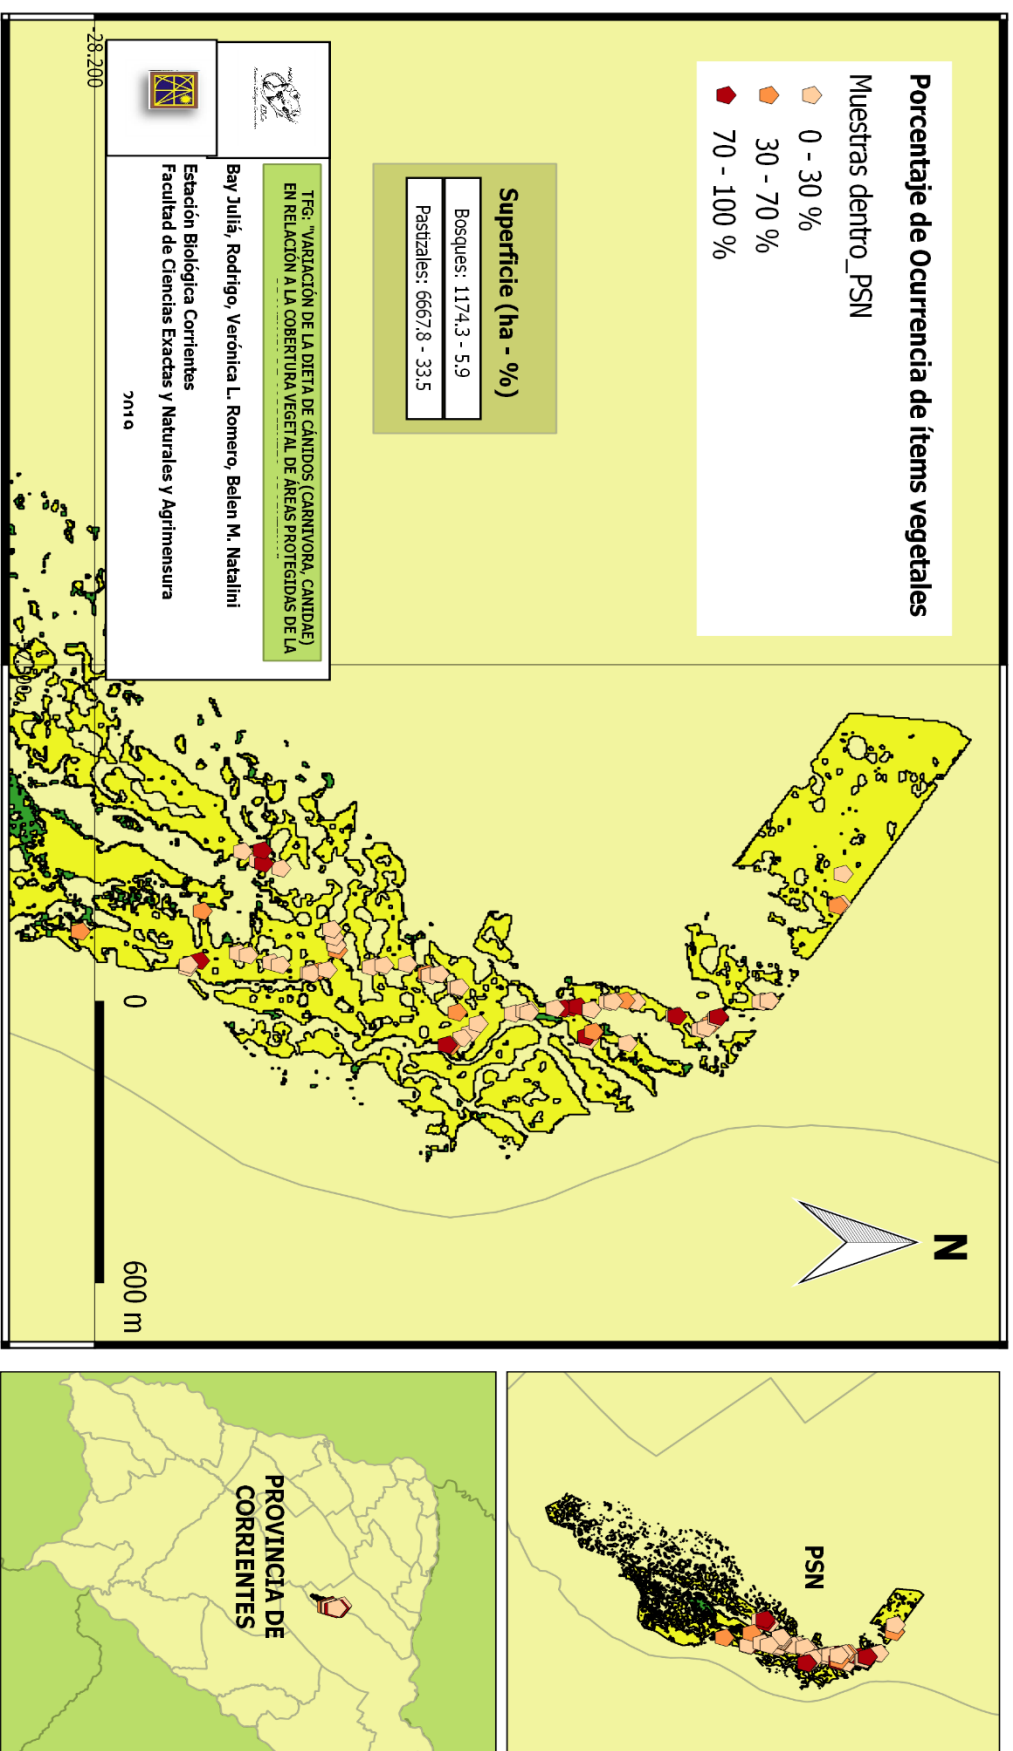 Porcentaje de Ocurrencia de ítems vegetales
Muestras dentro_PSN
0 - 30 %
30 - 70 %
70 - 100 %
Superficie (ha - %)
Bosques: 1174.3 - 5.9
Pastizales: 6667.8 - 33.5
TFG: "VARIACIÓN DE LA DIETA DE CÁNIDOS (CARNIVORA, CANIDAE)
EN RELACIÓN A LA COBERTURA VEGETAL DE ÁREAS PROTEGIDAS DE LA
Bay Juliá, Rodrigo, Verónica L. Romero, Belen M. Natalini
Estación Biológica Corrientes
Facultad de Ciencias Exactas y Naturales y Agrimensura
2019
-28.200
N
0
600 m
PSN
PROVINCIA DE
CORRIENTES